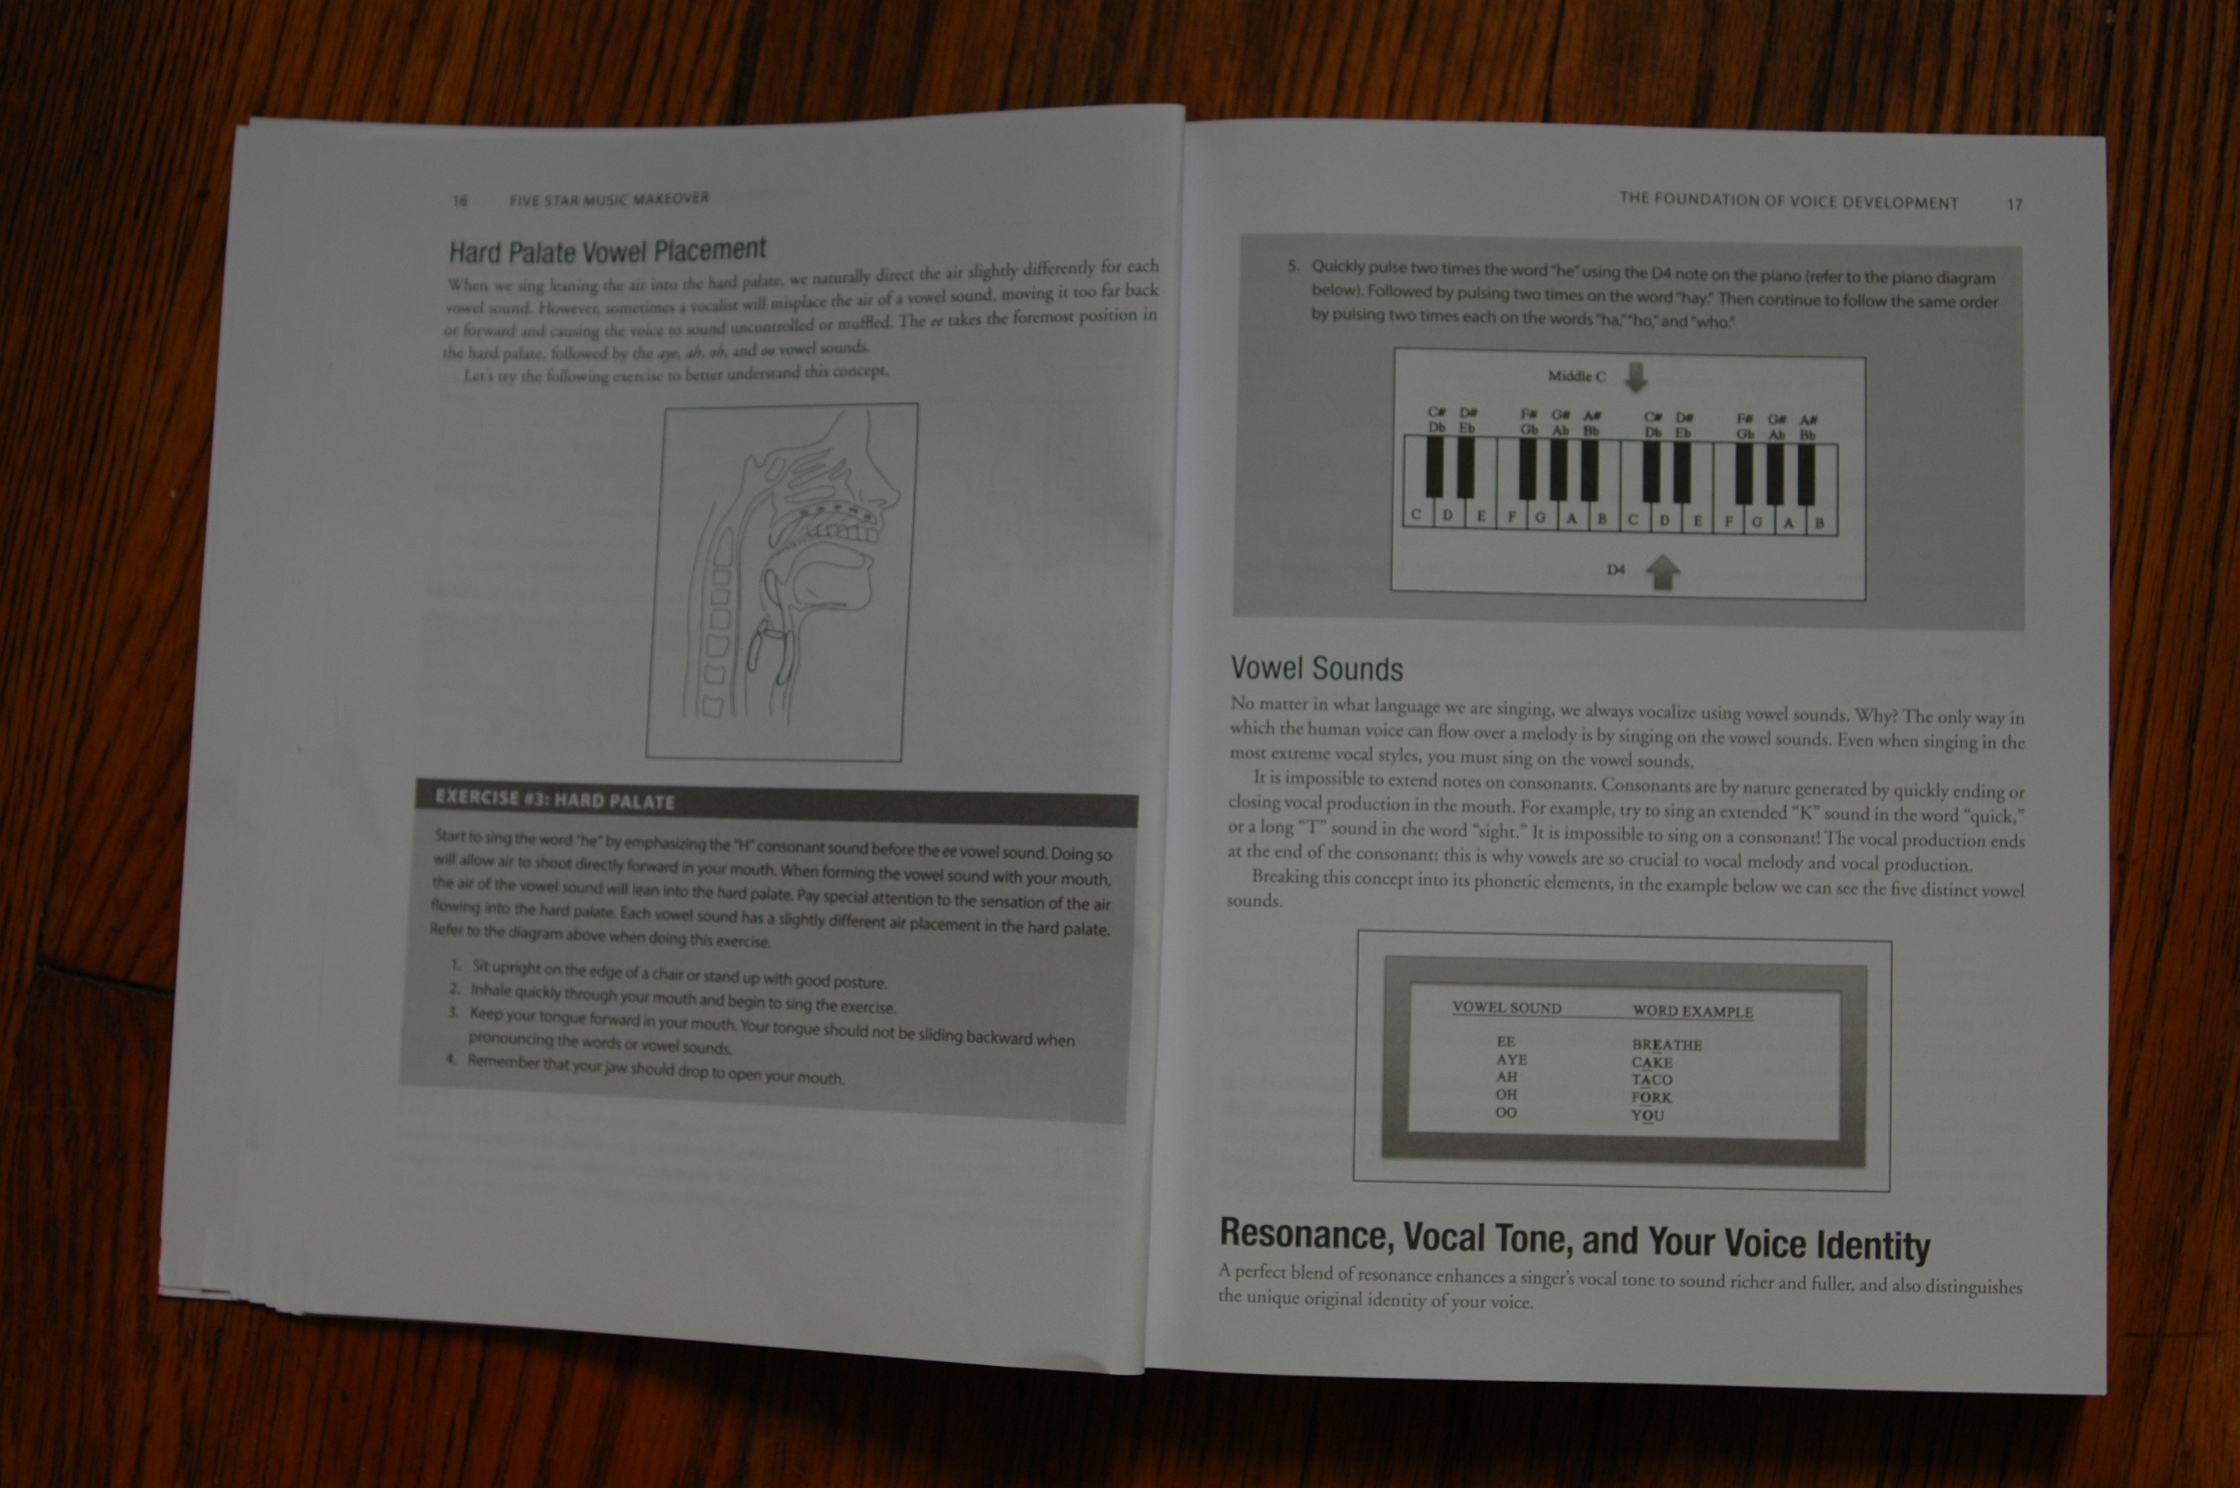 16 FIVE STAR MUSIC MAKEOVER
Hard Palate Vowel Placement
When we sing leaning the air into the hard palate, we naturally direct the air slightly differently for each
vowel sound. However, sometimes a vocalist will misplace the air of a vowel sound, moving it too far back
or forward and causing the voice to sound uncontrolled or muffled. The ee takes the foremost position in
the hard palate, followed by the aye, ah, oh, and oo vowel sounds.
Let's try the following exercise to better understand this concept.
EXERCISE #3: HARD PALATE
Start to sing the word "he" by emphasizing the "H" consonant sound before the ee vowel sound. Doing so
will allow air to shoot directly forward in your mouth. When forming the vowel sound with your mouth,
the air of the vowel sound will lean into the hard palate. Pay special attention to the sensation of the air
flowing into the hard palate. Each vowel sound has a slightly different air placement in the hard palate.
Refer to the diagram above when doing this exercise.
1. Sit upright on the edge of a chair or stand up with good posture.
2. Inhale quickly through your mouth and begin to sing the exercise.
3. Keep your tongue forward in your mouth. Your tongue should not be sliding backward when
pronouncing the words or vowel sounds.
4. Remember that your jaw should drop to open your mouth.
THE FOUNDATION OF VOICE DEVELOPMENT 17
5. Quickly pulse two times the word "he" using the D4 note on the piano (refer to the piano diagram
below). Followed by pulsing two times on the word "hay." Then continue to follow the same order
by pulsing two times each on the words "ha," "ho," and "who."
Middle C
C# D# F# G# A# C# D# F# G# A#
Db Eb Gb Ab Bb Db Eb Gb Ab Bb
C D E F G A B C D E F G A B
D4
Vowel Sounds
No matter in what language we are singing, we always vocalize using vowel sounds. Why? The only way in
which the human voice can flow over a melody is by singing on the vowel sounds. Even when singing in the
most extreme vocal styles, you must sing on the vowel sounds.
It is impossible to extend notes on consonants. Consonants are by nature generated by quickly ending or
closing vocal production in the mouth. For example, try to sing an extended "K" sound in the word "quick,"
or a long "T" sound in the word "sight." It is impossible to sing on a consonant! The vocal production ends
at the end of the consonant; this is why vowels are so crucial to vocal melody and vocal production.
Breaking this concept into its phonetic elements, in the example below we can see the five distinct vowel
sounds.
VOWEL SOUND WORD EXAMPLE
EE BREATHE
AYE CAKE
AH TACO
OH FORK
OO YOU
Resonance, Vocal Tone, and Your Voice Identity
A perfect blend of resonance enhances a singer's vocal tone to sound richer and fuller, and also distinguishes
the unique original identity of your voice.